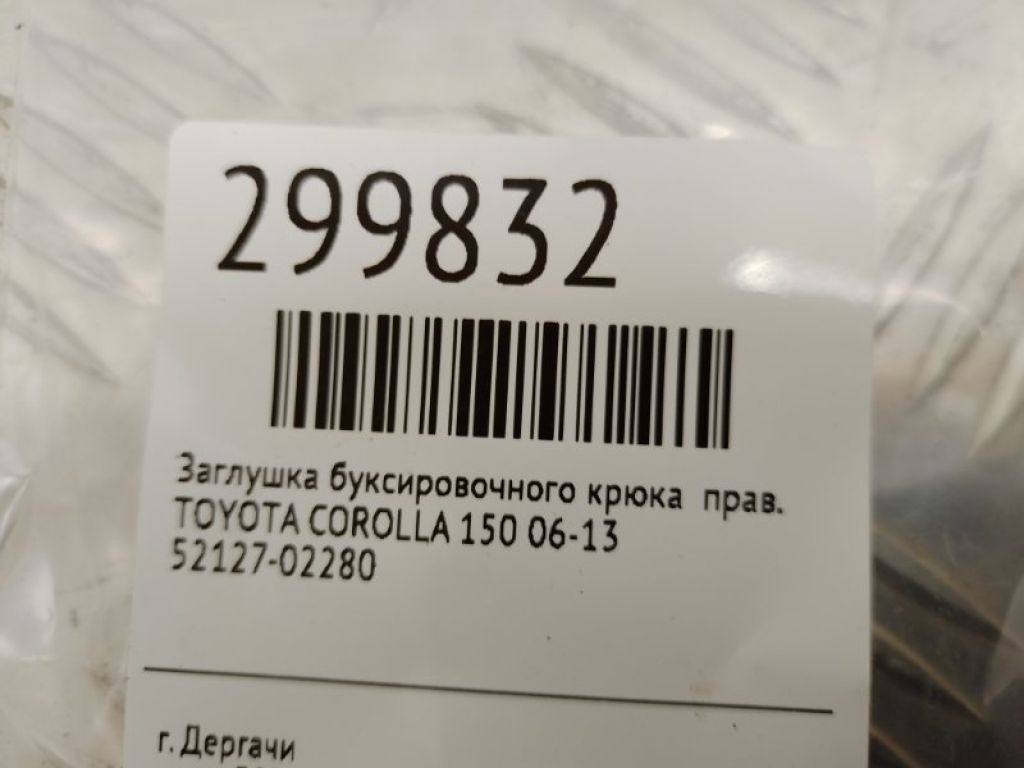 299832
Заглушка буксировочного крюка прав.
TOYOTA COROLLA 150 06-13
52127-02280
г. Дергачи